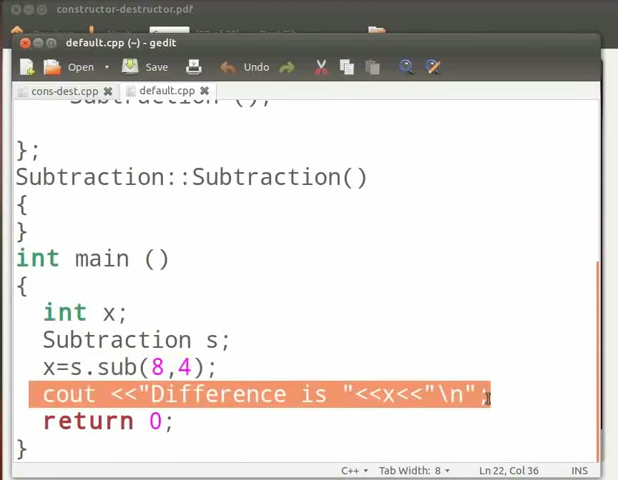 constructor-destructor.pdf
default.cpp (~) - gedit
Open Save Undo
cons-dest.cpp default.cpp
Subtraction ();
};
Subtraction::Subtraction()
{
}
int main ()
{
int x;
Subtraction s;
x=s.sub(8,4);
cout <<"Difference is "<<x<<"\n";
return 0;
}
C++ Tab Width: 8 Ln 22, Col 36 INS